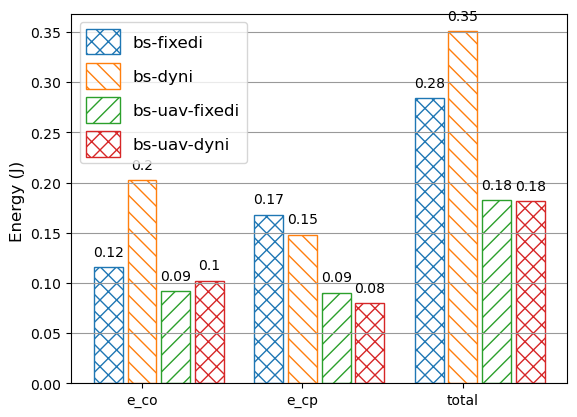 bs-fixedi
bs-dyni
bs-uav-fixedi
bs-uav-dyni
Energy (J)
0.35
0.30
0.25
0.20
0.15
0.10
0.05
0.00
0.12
0.2
0.09
0.1
0.17
0.15
0.09
0.08
0.28
0.35
0.18
0.18
e_co
e_cp
total